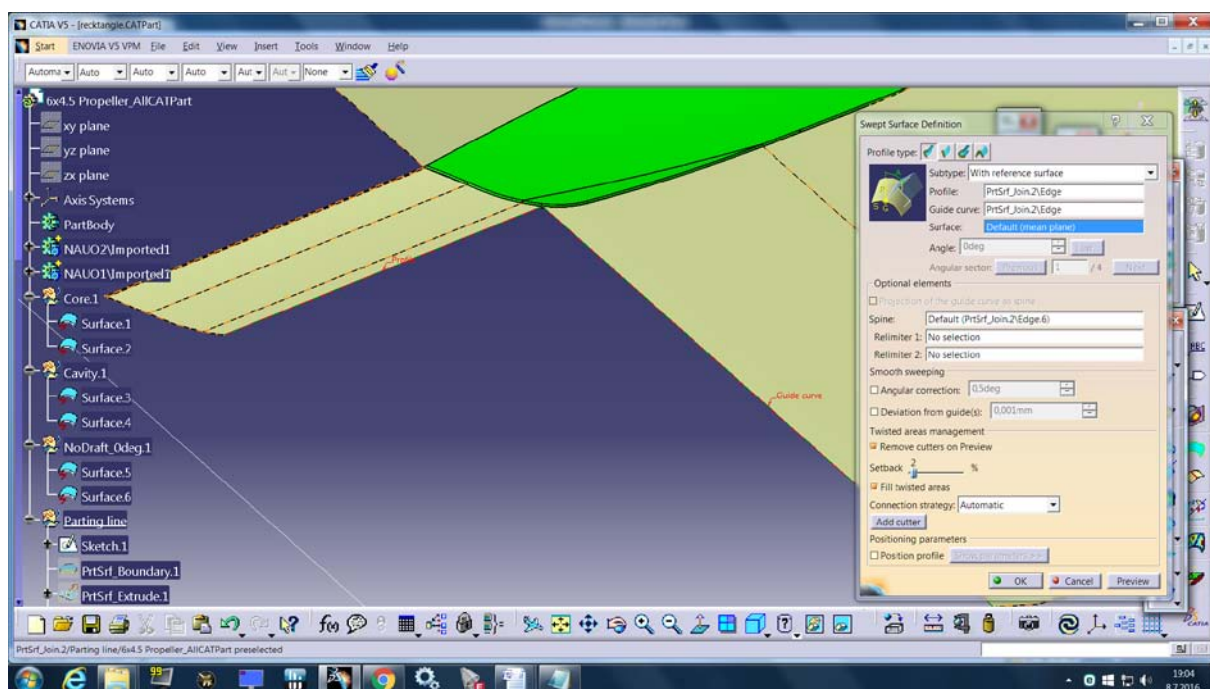 CATIA V5 - [recktangle.CATPart]
Start ENOVIA V5 VPM File Edit View Insert Tools Window Help
Automa Auto Auto Auto Aut Aut None
6x4.5 Propeller_AllCATPart
xy plane
yz plane
zx plane
Axis Systems
PartBody
NAUO2\Imported1
NAUO1\Imported1
Core.1
Surface.1
Surface.2
Cavity.1
Surface.3
Surface.4
NoDraft_0deg.1
Surface.5
Surface.6
Parting line
Sketch.1
PrtSrf_Boundary.1
PrtSrf_Extrude.1
Profile
Guide curve
Swept Surface Definition
Profile type:
Subtype: With reference surface
Profile: PrtSrf_Join.2\Edge
Guide curve: PrtSrf_Join.2\Edge
Surface: Default (mean plane)
Angle: 0deg
Angular sector: Previous 1 / 4 Next
Optional elements
Projection of the guide curve as spine
Spine: Default (PrtSrf_Join.2\Edge.6)
Relimiter 1: No selection
Relimiter 2: No selection
Smooth sweeping
Angular correction: 0,5deg
Deviation from guide(s): 0,001mm
Twisted areas management
Remove cutters on Preview
Setback 2 %
Fill twisted areas
Connection strategy: Automatic
Add cutter
Positioning parameters
Position profile Show parameters >>
OK Cancel Preview
PrtSrf_Join.2/Parting line/6x4.5 Propeller_AllCATPart preselected
99
19:04
8.7.2016